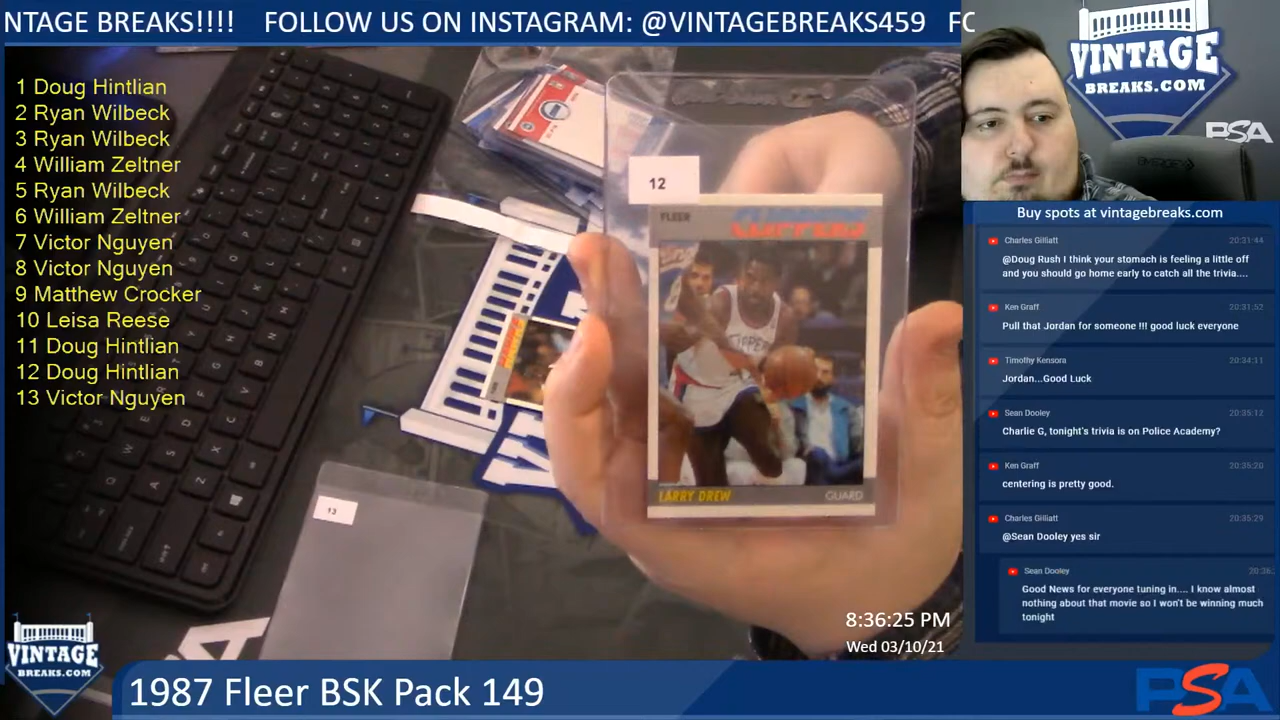 NTAGE BREAKS!!!! FOLLOW US ON INSTAGRAM: @VINTAGEBREAKS459 FO
1 Doug Hintlian
2 Ryan Wilbeck
3 Ryan Wilbeck
4 William Zeltner
5 Ryan Wilbeck
6 William Zeltner
7 Victor Nguyen
8 Victor Nguyen
9 Matthew Crocker
10 Leisa Reese
11 Doug Hintlian
12 Doug Hintlian
13 Victor Nguyen
12
FLEER
CLIPPERS
LARRY DREW
GUARD
13
VINTAGE
BREAKS.COM
PSA
Buy spots at vintagebreaks.com
Charles Gilliatt 20:31:44
@Doug Rush I think your stomach is feeling a little off
and you should go home early to catch all the trivia....
Ken Graff 20:31:52
Pull that Jordan for someone !!! good luck everyone
Timothy Kensora 20:34:11
Jordan...Good Luck
Sean Dooley 20:35:12
Charlie G, tonight's trivia is on Police Academy?
Ken Graff 20:35:20
centering is pretty good.
Charles Gilliatt 20:35:29
@Sean Dooley yes sir
Sean Dooley 20:36:
Good News for everyone tuning in.... I know almost
nothing about that movie so I won't be winning much
tonight
8:36:25 PM
Wed 03/10/21
VINTAGE
BREAKS.COM
1987 Fleer BSK Pack 149
PSA